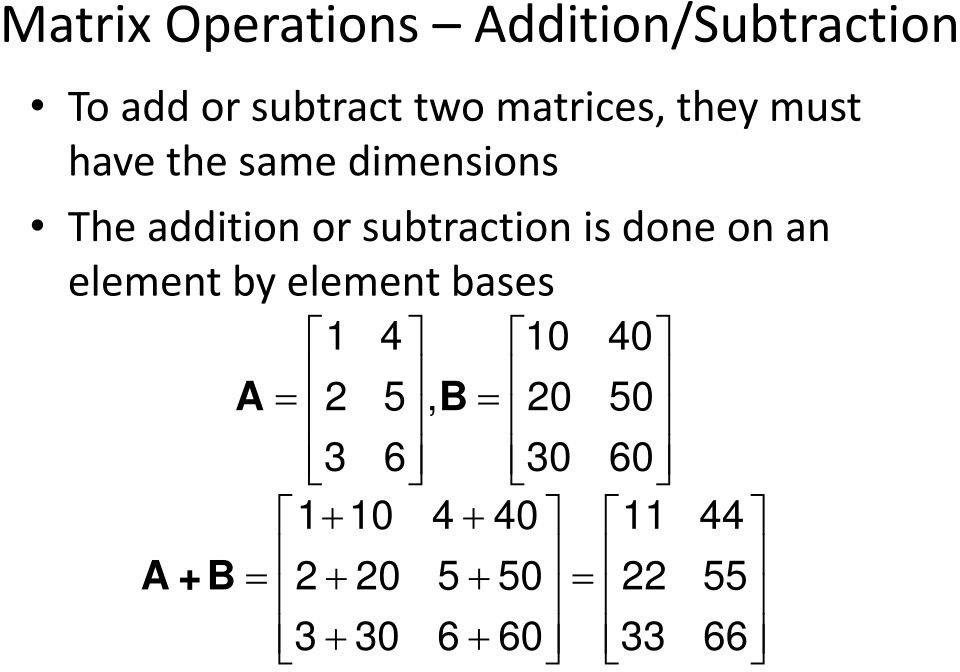 Matrix Operations – Addition/Subtraction
• To add or subtract two matrices, they must
have the same dimensions
• The addition or subtraction is done on an
element by element bases
1 4 10 40
A = 2 5 , B = 20 50
3 6 30 60
1+10 4+40 11 44
A + B = 2+20 5+50 = 22 55
3+30 6+60 33 66